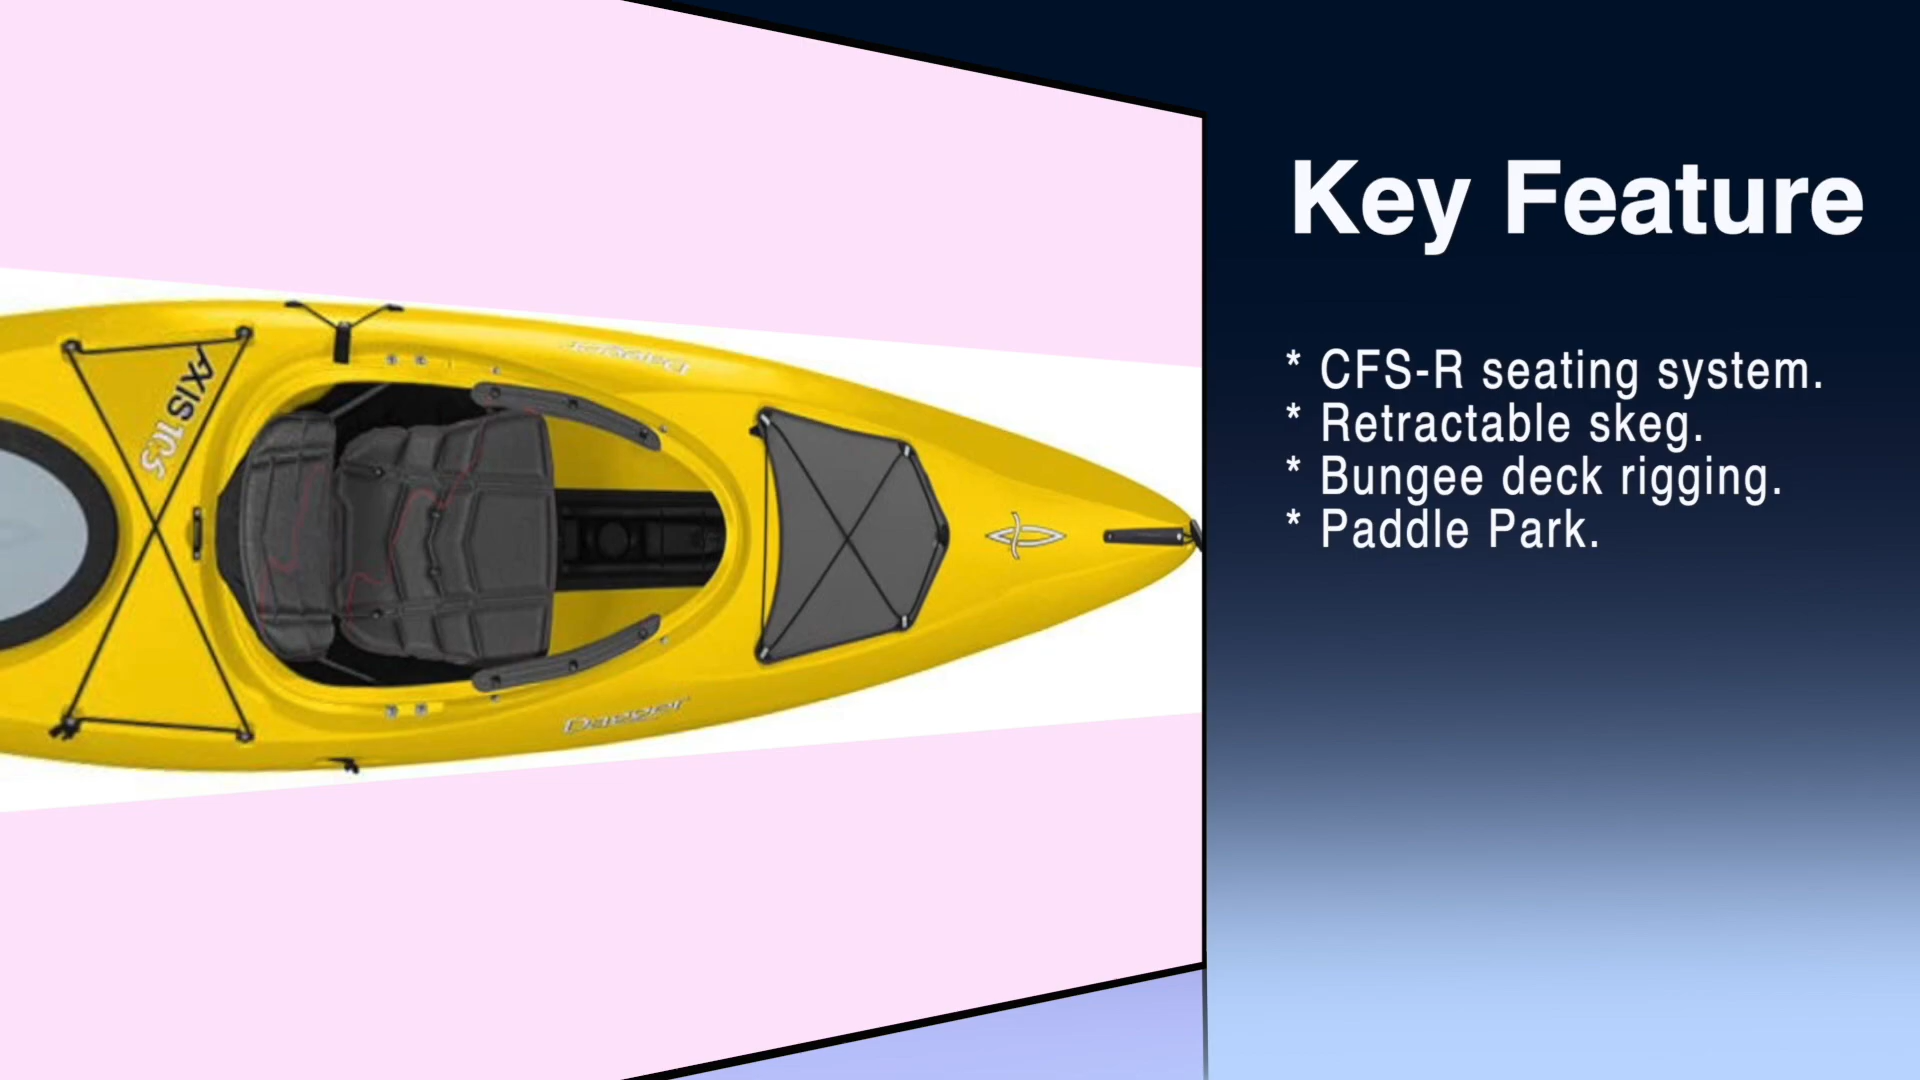 Key Feature
* CFS-R seating system.
* Retractable skeg.
* Bungee deck rigging.
* Paddle Park.
AXIS 10.5
Dagger
Dagger